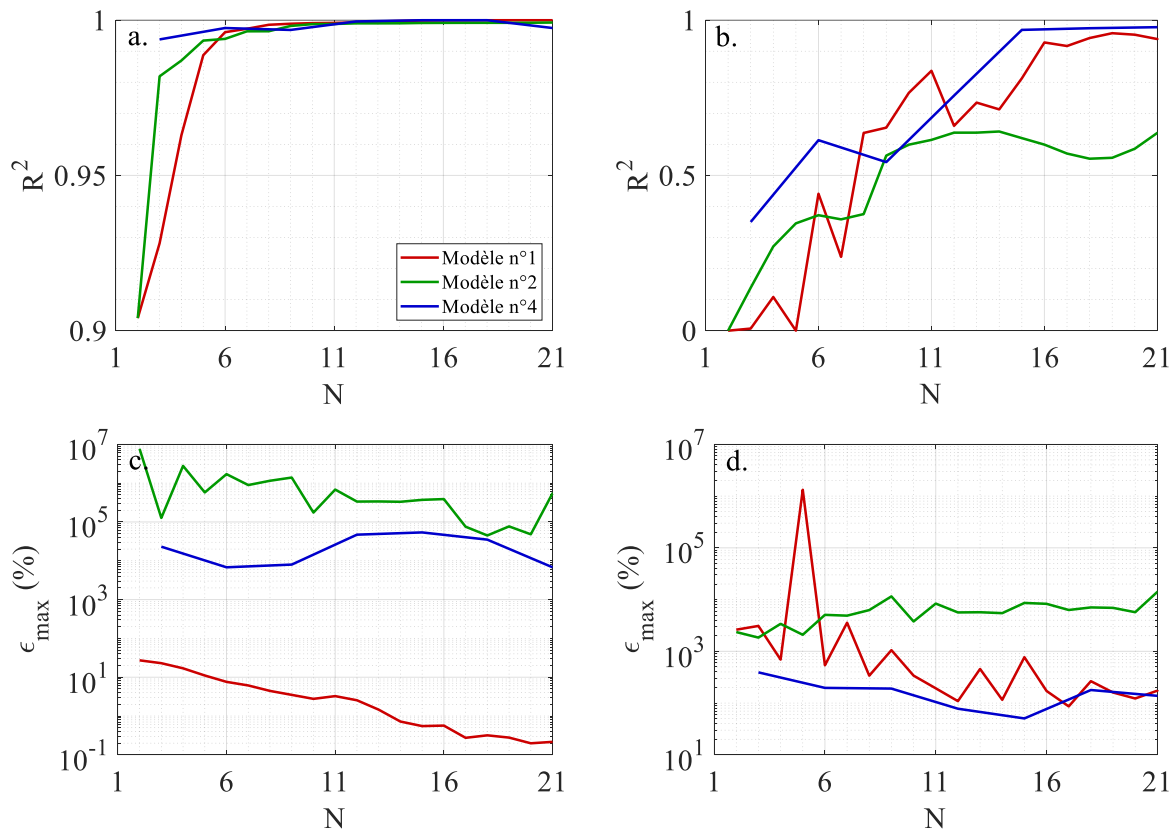 a.
1
0.95
0.9
R²
1 6 11 16 21
N
Modèle n°1
Modèle n°2
Modèle n°4
b.
1
0.5
0
R²
1 6 11 16 21
N
c.
10⁷
10⁵
10³
10¹
10⁻¹
ϵmax (%)
1 6 11 16 21
N
d.
10⁷
10⁵
10³
10¹
ϵmax (%)
1 6 11 16 21
N